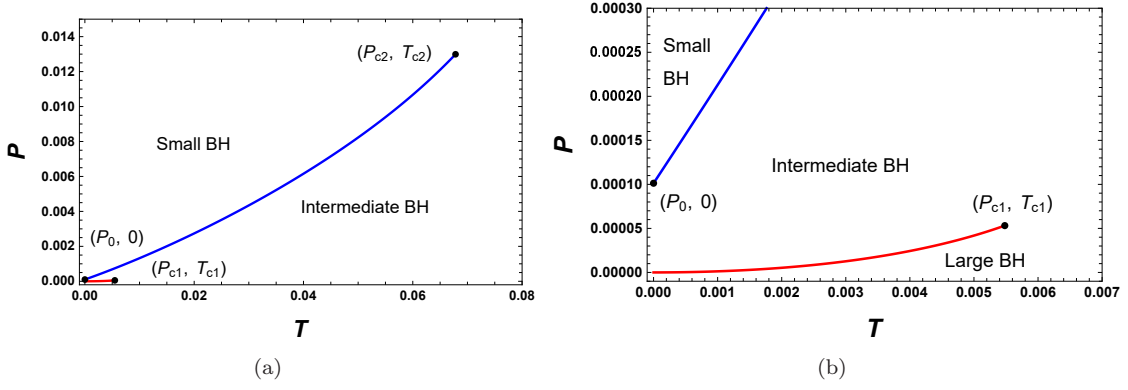 0.014
0.012
0.010
0.008
0.006
0.004
0.002
0.000
P
(Pc2, Tc2)
Small BH
Intermediate BH
(P0, 0)
(Pc1, Tc1)
0.00 0.02 0.04 0.06 0.08
T
(a)
0.00030
0.00025
0.00020
0.00015
0.00010
0.00005
0.00000
P
Small
BH
Intermediate BH
(P0, 0)
(Pc1, Tc1)
Large BH
0.000 0.001 0.002 0.003 0.004 0.005 0.006 0.007
T
(b)